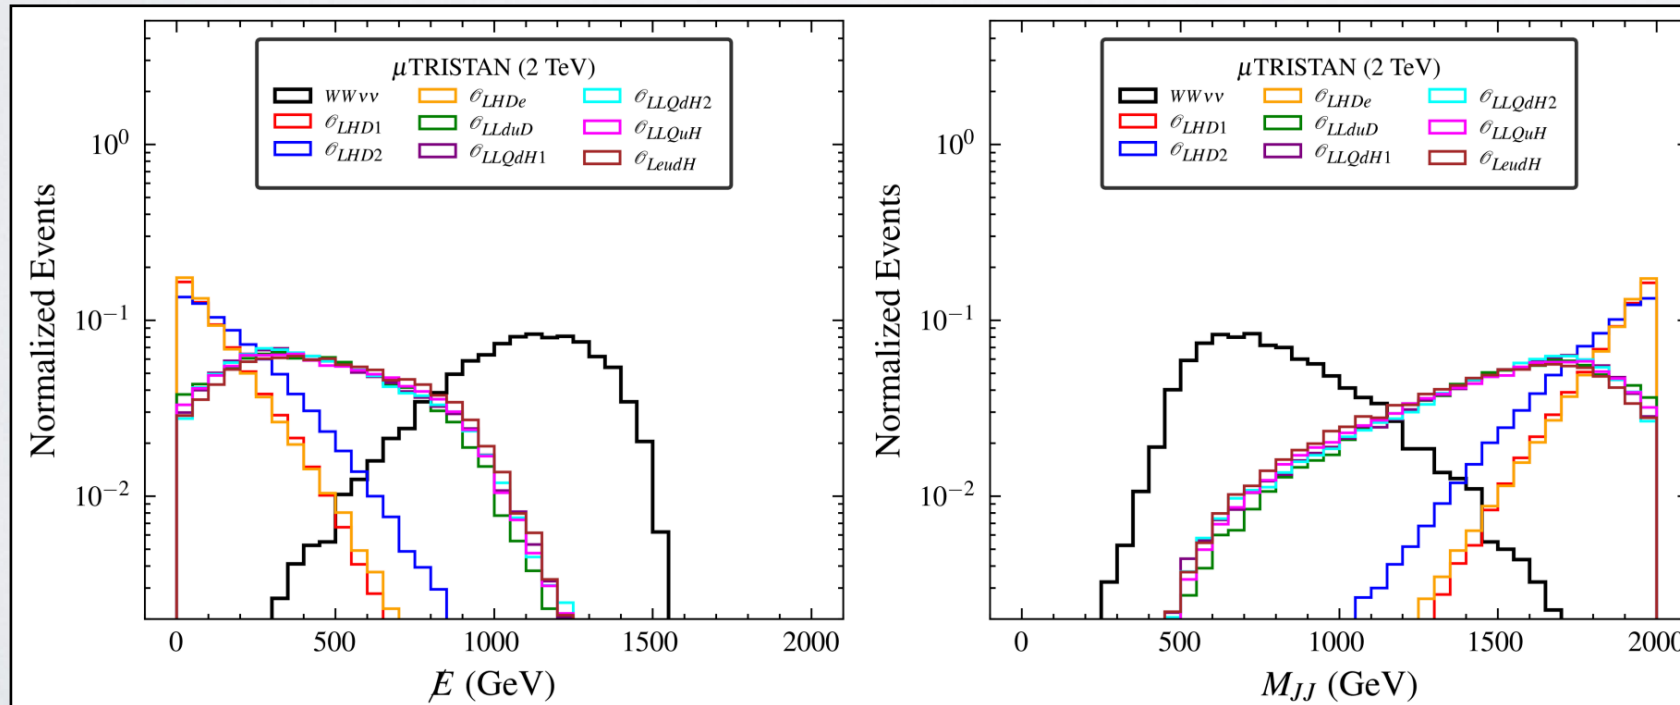 μTRISTAN (2 TeV)
WWνν
𝒪LHD1
𝒪LHD2
𝒪LHDe
𝒪LLduD
𝒪LLQdH1
𝒪LLQdH2
𝒪LLQuH
𝒪LeudH
Normalized Events
10⁰
10⁻¹
10⁻²
0 500 1000 1500 2000
E̸ (GeV)
μTRISTAN (2 TeV)
WWνν
𝒪LHD1
𝒪LHD2
𝒪LHDe
𝒪LLduD
𝒪LLQdH1
𝒪LLQdH2
𝒪LLQuH
𝒪LeudH
Normalized Events
10⁰
10⁻¹
10⁻²
0 500 1000 1500 2000
MJJ (GeV)